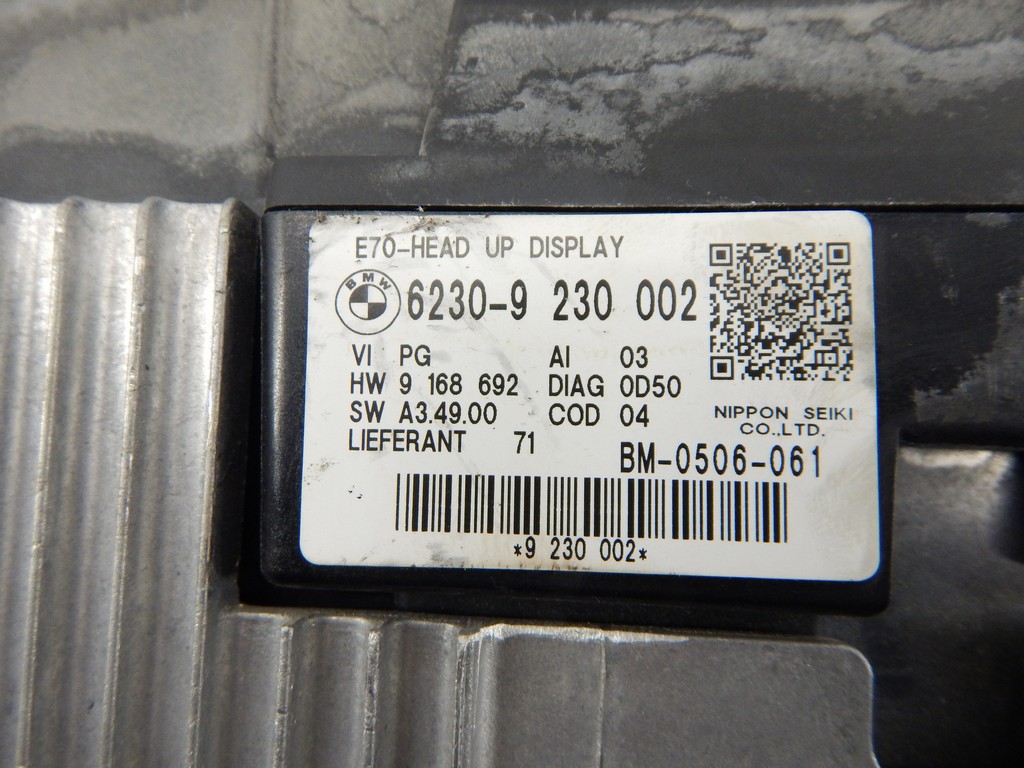 E70-HEAD UP DISPLAY
BMW 6230-9 230 002
VI PG AI 03
HW 9 168 692 DIAG 0D50
SW A3.49.00 COD 04
NIPPON SEIKI
CO.,LTD.
LIEFERANT 71
BM-0506-061
*9 230 002*